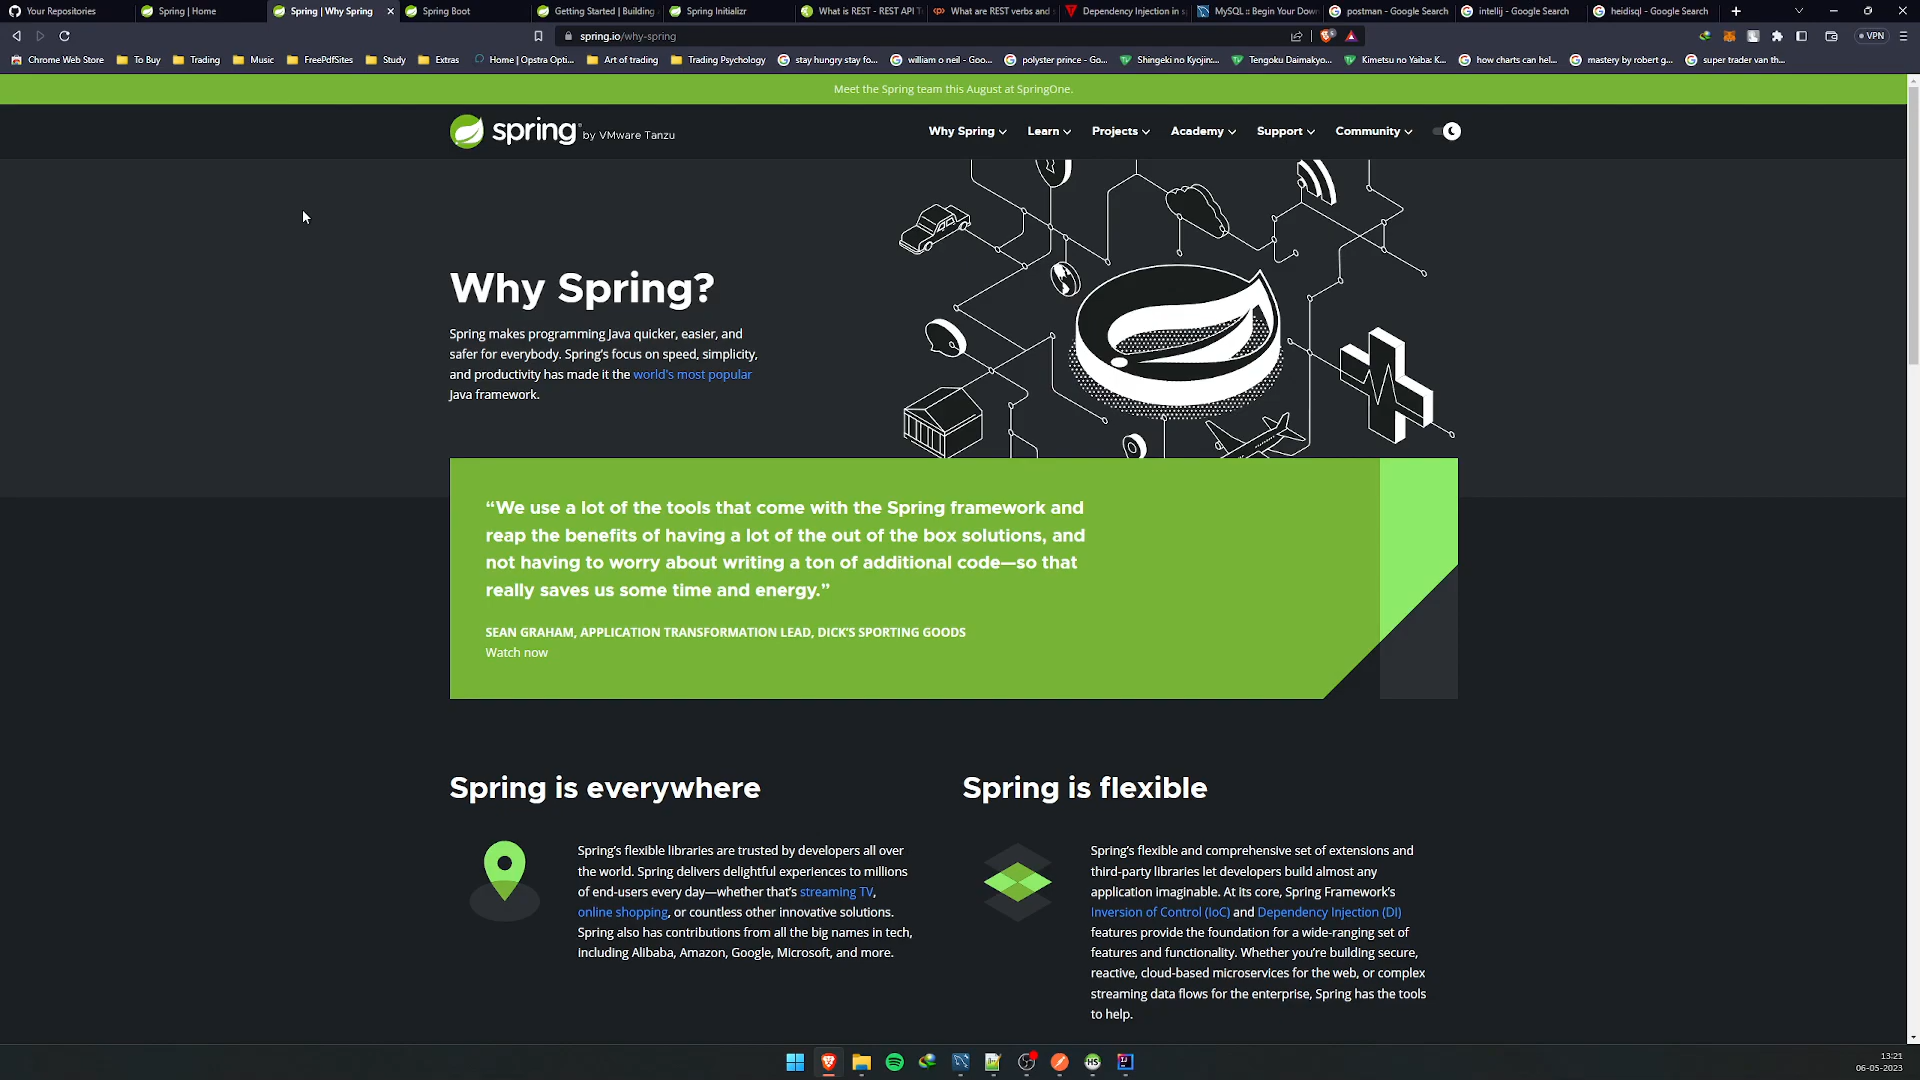 Your Repositories
Spring | Home
Spring | Why Spring
Spring Boot
Getting Started | Building
Spring Initializr
What is REST - REST API T
What are REST verbs and
Dependency Injection in s
MySQL :: Begin Your Down
postman - Google Search
intellij - Google Search
heidisql - Google Search
spring.io/why-spring
VPN
Chrome Web Store
To Buy
Trading
Music
FreePdfSites
Study
Extras
Home | Opstra Opti...
Art of trading
Trading Psychology
stay hungry stay fo...
william o neil - Goo...
polyster prince - Go...
Shingeki no Kyojin:...
Tengoku Daimakyo...
Kimetsu no Yaiba: K...
how charts can hel...
mastery by robert g...
super trader van th...
Meet the Spring team this August at SpringOne.
spring by VMware Tanzu
Why Spring
Learn
Projects
Academy
Support
Community
Why Spring?
Spring makes programming Java quicker, easier, and
safer for everybody. Spring's focus on speed, simplicity,
and productivity has made it the world's most popular
Java framework.
“We use a lot of the tools that come with the Spring framework and
reap the benefits of having a lot of the out of the box solutions, and
not having to worry about writing a ton of additional code—so that
really saves us some time and energy.”
SEAN GRAHAM, APPLICATION TRANSFORMATION LEAD, DICK'S SPORTING GOODS
Watch now
Spring is everywhere
Spring's flexible libraries are trusted by developers all over
the world. Spring delivers delightful experiences to millions
of end-users every day—whether that's streaming TV,
online shopping, or countless other innovative solutions.
Spring also has contributions from all the big names in tech,
including Alibaba, Amazon, Google, Microsoft, and more.
Spring is flexible
Spring's flexible and comprehensive set of extensions and
third-party libraries let developers build almost any
application imaginable. At its core, Spring Framework's
Inversion of Control (IoC) and Dependency Injection (DI)
features provide the foundation for a wide-ranging set of
features and functionality. Whether you're building secure,
reactive, cloud-based microservices for the web, or complex
streaming data flows for the enterprise, Spring has the tools
to help.
HS
IJ
13:21
06-05-2023